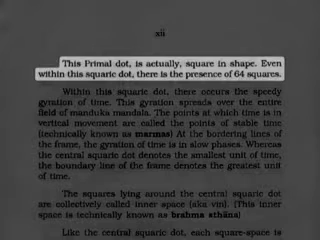 xii
This Primal dot, is actually, square in shape. Even
within this squaric dot, there is the presence of 64 squares.
Within this squaric dot, there occurs the speedy
gyration of time. This gyration spreads over the entire
field of manduka mandala. The points at which time is in
vertical movement are called the points of stable time
(technically known as marmas) At the bordering lines of
the frame, the gyration of time is in slow phases. Whereas
the central squaric dot denotes the smallest unit of time,
the boundary line of the frame denotes the greatest unit
of time.
The squares lying around the central squaric dot
are collectively called inner space (aka vin). (This inner
space is technically known as brahma sthāna)
Like the central squaric dot, each square-space is